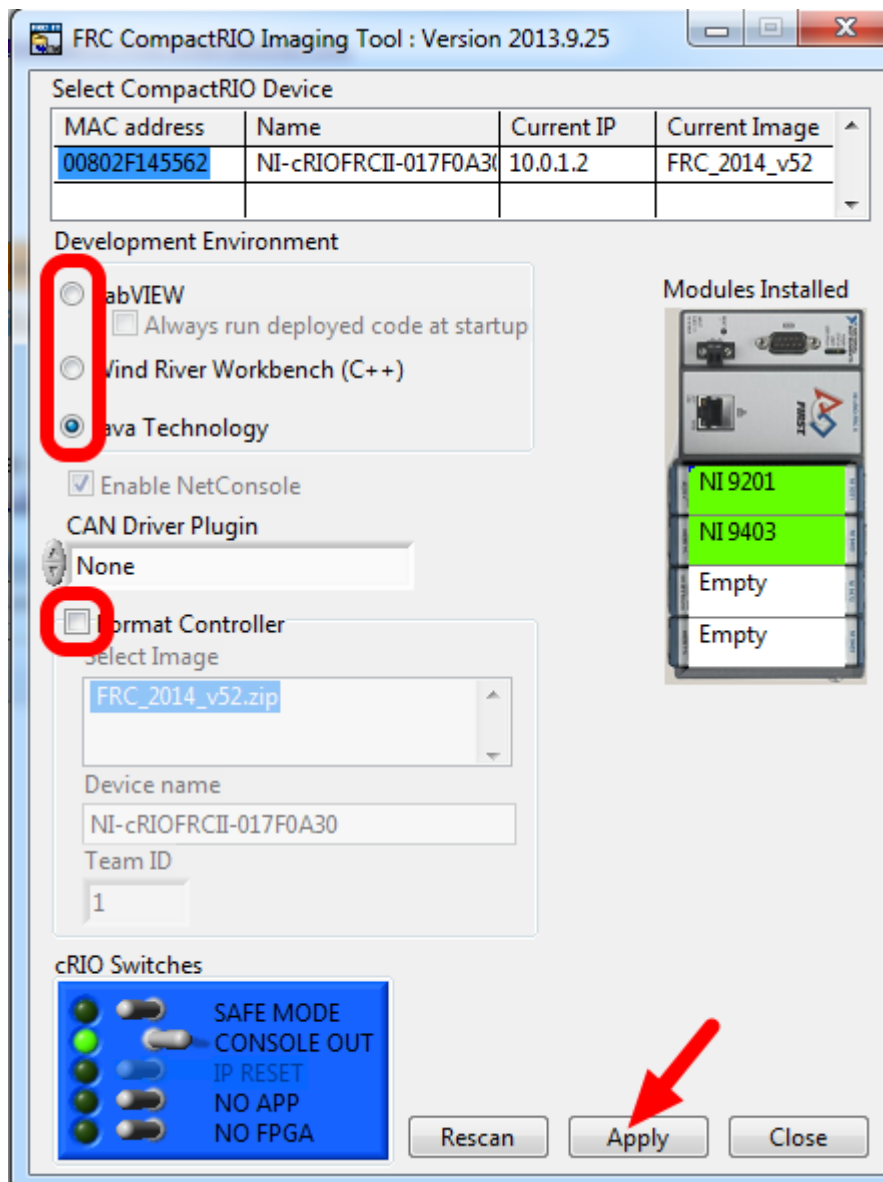 FRC CompactRIO Imaging Tool : Version 2013.9.25
Select CompactRIO Device
MAC address Name Current IP Current Image
00802F145562 NI-cRIOFRCII-017F0A3( 10.0.1.2 FRC_2014_v52
Development Environment
abVIEW
Always run deployed code at startup
Wind River Workbench (C++)
ava Technology
Modules Installed
FIRST
NI 9201
NI 9403
Empty
Empty
Enable NetConsole
CAN Driver Plugin
None
Format Controller
Select Image
FRC_2014_v52.zip
Device name
NI-cRIOFRCII-017F0A30
Team ID
1
cRIO Switches
SAFE MODE
CONSOLE OUT
IP RESET
NO APP
NO FPGA
Rescan Apply Close